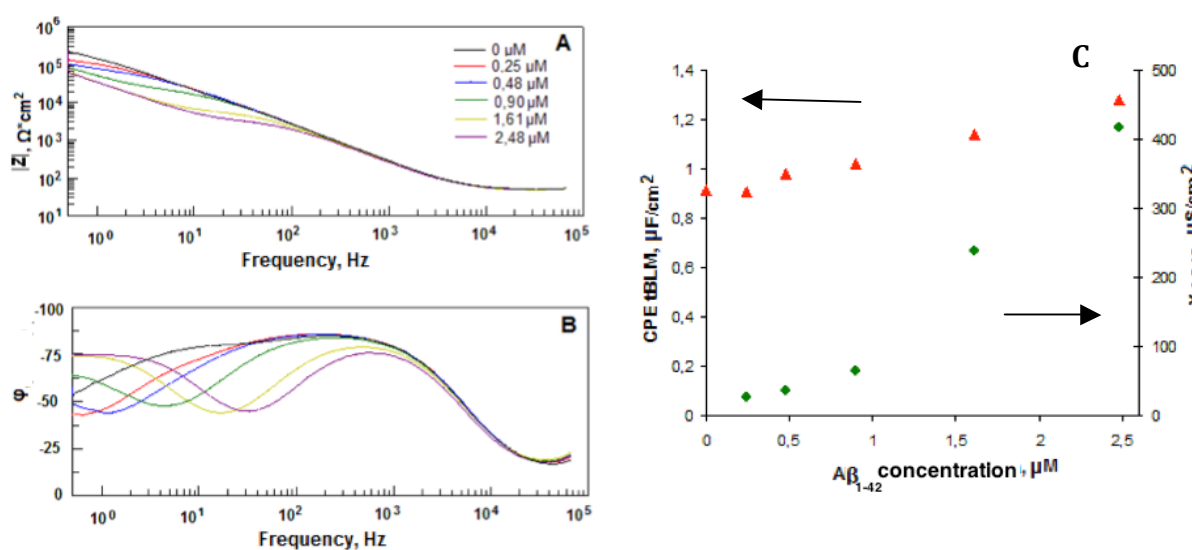 A
10⁶
10⁵
10⁴
10³
10²
10¹
|Z|, Ω*cm2
0 µM
0,25 µM
0,48 µM
0,90 µM
1,61 µM
2,48 µM
10⁰ 10¹ 10² 10³ 10⁴ 10⁵
Frequency, Hz
B
-100
-75
-50
-25
0
φ
10⁰ 10¹ 10² 10³ 10⁴ 10⁵
Frequency, Hz
C
1,4
1,2
1
0,8
0,6
0,4
0,2
0
CPE tBLM, µF/cm²
500
400
300
200
100
0
µS/cm²
0 0,5 1 1,5 2 2,5
Aβ₁₋₄₂ concentration, µM